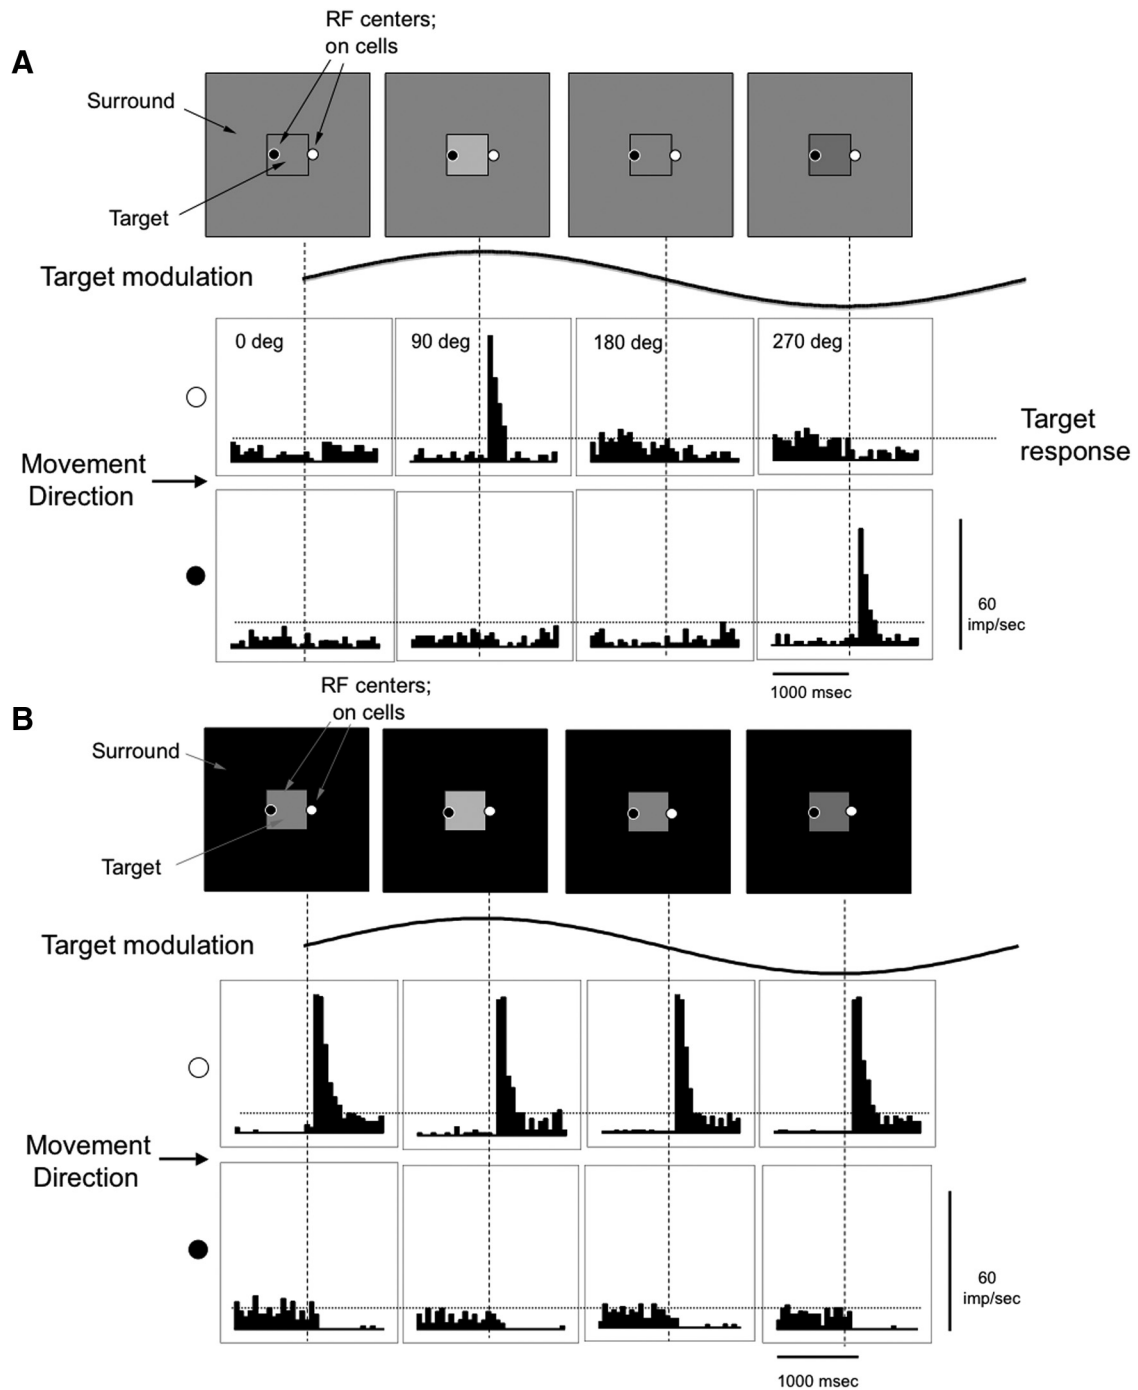 A
RF centers;
on cells
Surround
Target
Target modulation
0 deg
90 deg
180 deg
270 deg
Target
response
Movement
Direction
60
imp/sec
1000 msec
B
RF centers;
on cells
Surround
Target
Target modulation
Movement
Direction
60
imp/sec
1000 msec